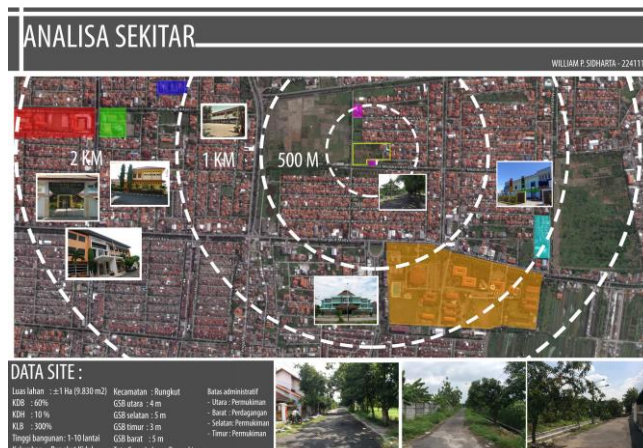 ANALISA SEKITAR
WILLIAM P. SIDHARTA - 224111
2 KM
1 KM
500 M
DATA SITE :
Luas lahan : ±1 Ha (9.830 m2)
KDB : 60%
KDH : 10 %
KLB : 300%
Tinggi bangunan: 1-10 lantai
Kecamatan : Rungkut
GSB utara : 4 m
GSB selatan : 5 m
GSB timur : 3 m
GSB barat : 5 m
Batas administratif
- Utara : Permukiman
- Barat : Perdagangan
- Selatan: Permukiman
- Timur : Permukiman